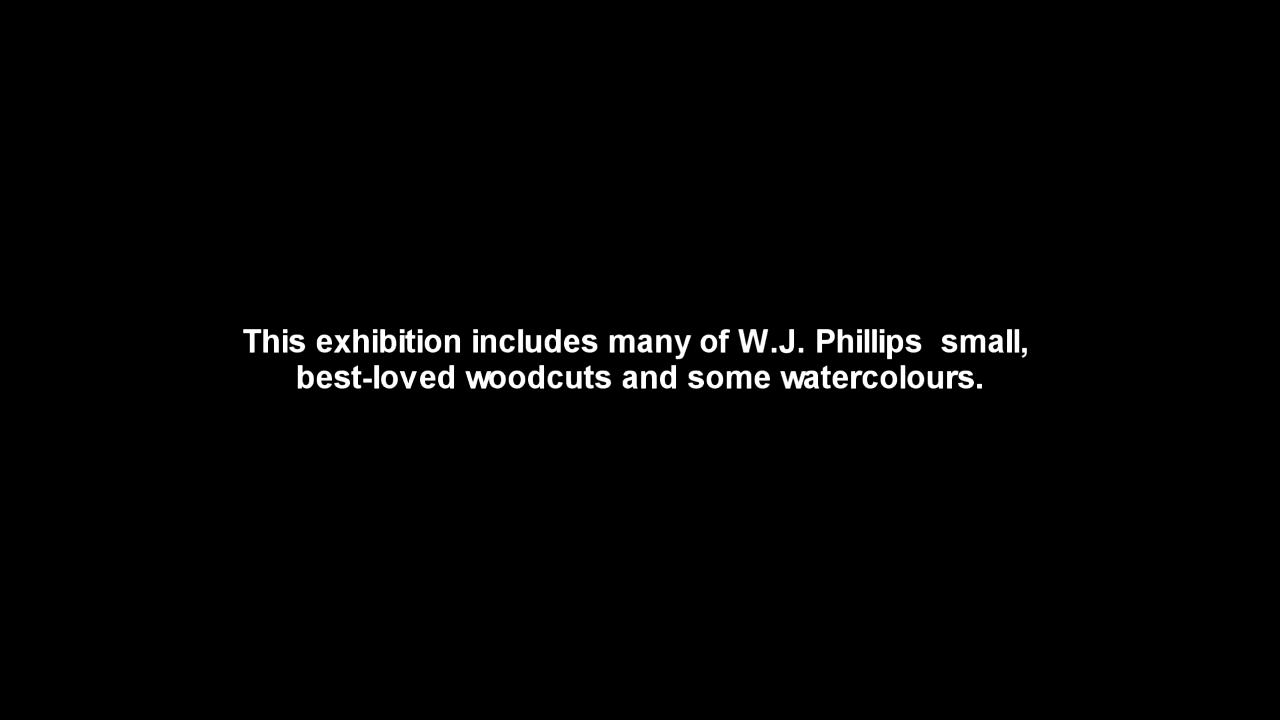 This exhibition includes many of W.J. Phillips  small,
best-loved woodcuts and some watercolours.